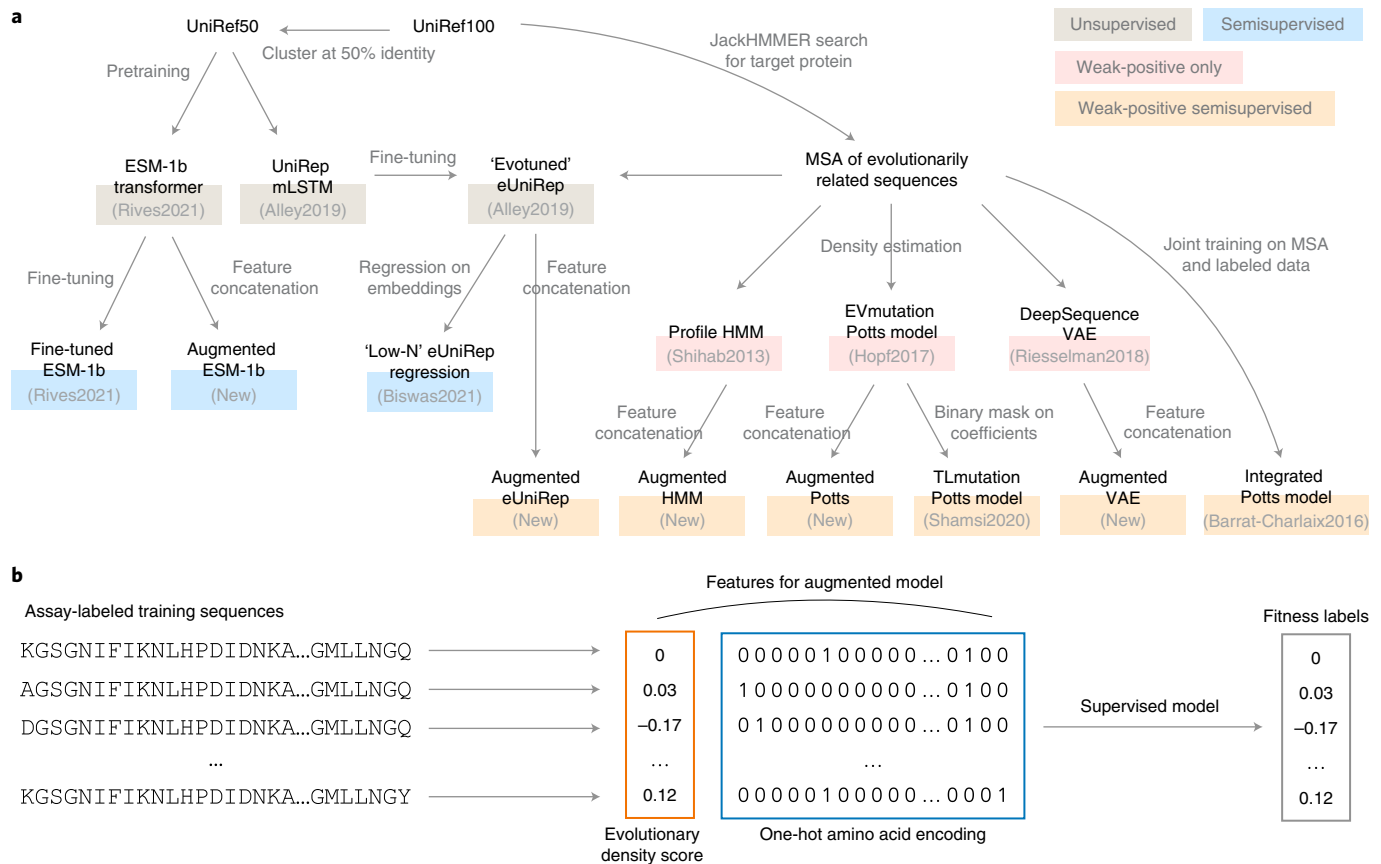 a
UniRef50
UniRef100
Cluster at 50% identity
Pretraining
JackHMMER search
for target protein
Unsupervised
Semisupervised
Weak-positive only
Weak-positive semisupervised
ESM-1b
transformer
(Rives2021)
UniRep
mLSTM
(Alley2019)
Fine-tuning
‘Evotuned’
eUniRep
(Alley2019)
MSA of evolutionarily
related sequences
Fine-tuning
Feature
concatenation
Regression on
embeddings
Feature
concatenation
Density estimation
Joint training on MSA
and labeled data
Fine-tuned
ESM-1b
(Rives2021)
Augmented
ESM-1b
(New)
‘Low-N’ eUniRep
regression
(Biswas2021)
Profile HMM
(Shihab2013)
EVmutation
Potts model
(Hopf2017)
DeepSequence
VAE
(Riesselman2018)
Feature
concatenation
Feature
concatenation
Binary mask on
coefficients
Feature
concatenation
Augmented
eUniRep
(New)
Augmented
HMM
(New)
Augmented
Potts
(New)
TLmutation
Potts model
(Shamsi2020)
Augmented
VAE
(New)
Integrated
Potts model
(Barrat-Charlaix2016)
b
Features for augmented model
Assay-labeled training sequences
Fitness labels
KGSGNIFIKNLHPDIDNKA...GMLLNGQ
0
0 0 0 0 0 1 0 0 0 0 0 ... 0 1 0 0
0
AGSGNIFIKNLHPDIDNKA...GMLLNGQ
0.03
1 0 0 0 0 0 0 0 0 0 0 ... 0 1 0 0
0.03
DGSGNIFIKNLHPDIDNKA...GMLLNGQ
−0.17
0 1 0 0 0 0 0 0 0 0 0 ... 0 1 0 0
Supervised model
−0.17
...
...
...
...
KGSGNIFIKNLHPDIDNKA...GMLLNGY
0.12
0 0 0 0 0 1 0 0 0 0 0 ... 0 0 0 1
0.12
Evolutionary
density score
One-hot amino acid encoding